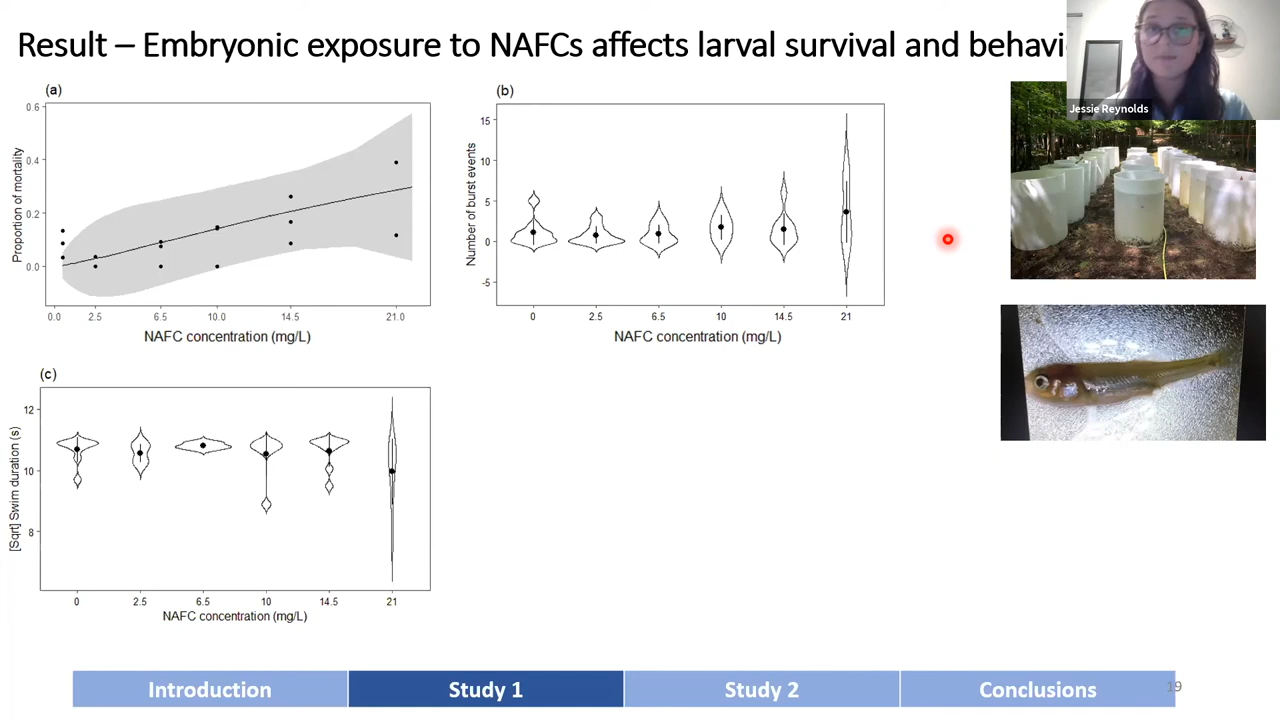 Result – Embryonic exposure to NAFCs affects larval survival and behavi
Jessie Reynolds
(a)
0.6
0.4
0.2
0.0
Proportion of mortality
0.0 2.5 6.5 10.0 14.5 21.0
NAFC concentration (mg/L)
(b)
15
10
5
0
-5
Number of burst events
0 2.5 6.5 10 14.5 21
NAFC concentration (mg/L)
(c)
12
10
8
[Sqrt] Swim duration (s)
0 2.5 6.5 10 14.5 21
NAFC concentration (mg/L)
Introduction
Study 1
Study 2
Conclusions
19